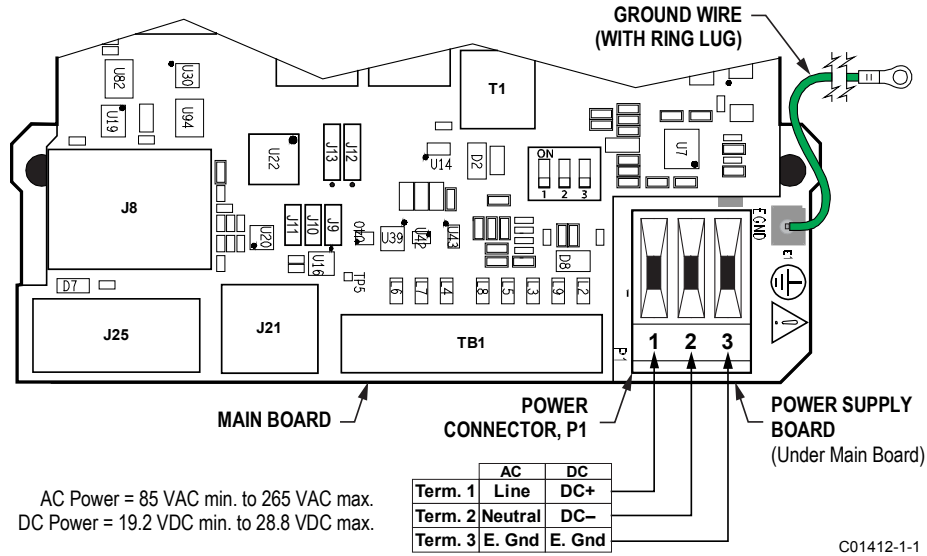 GROUND WIRE
(WITH RING LUG)
U82
U30
U19
U94
T1
J8
U22
J13
J12
U14
D2
ON
1 2 3
U7
J11
J10
J9
U20
U16
U39
U42
U43
TP5
D8
E GND
E1
D7
L6
L7
L4
L8
L5
L3
L9
L2
J25
J21
TB1
P1
1 2 3
MAIN BOARD
POWER
CONNECTOR, P1
POWER SUPPLY
BOARD
(Under Main Board)
AC DC
Term. 1 Line DC+
Term. 2 Neutral DC–
Term. 3 E. Gnd E. Gnd
AC Power = 85 VAC min. to 265 VAC max.
DC Power = 19.2 VDC min. to 28.8 VDC max.
C01412-1-1